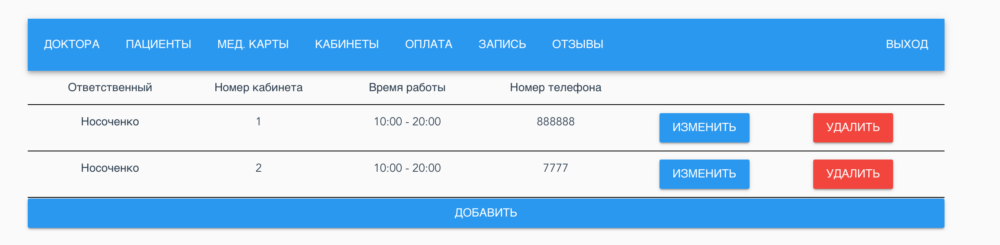 ДОКТОРА ПАЦИЕНТЫ МЕД. КАРТЫ КАБИНЕТЫ ОПЛАТА ЗАПИСЬ ОТЗЫВЫ ВЫХОД
Ответственный Номер кабинета Время работы Номер телефона
Носоченко 1 10:00 - 20:00 888888 ИЗМЕНИТЬ УДАЛИТЬ
Носоченко 2 10:00 - 20:00 7777 ИЗМЕНИТЬ УДАЛИТЬ
ДОБАВИТЬ